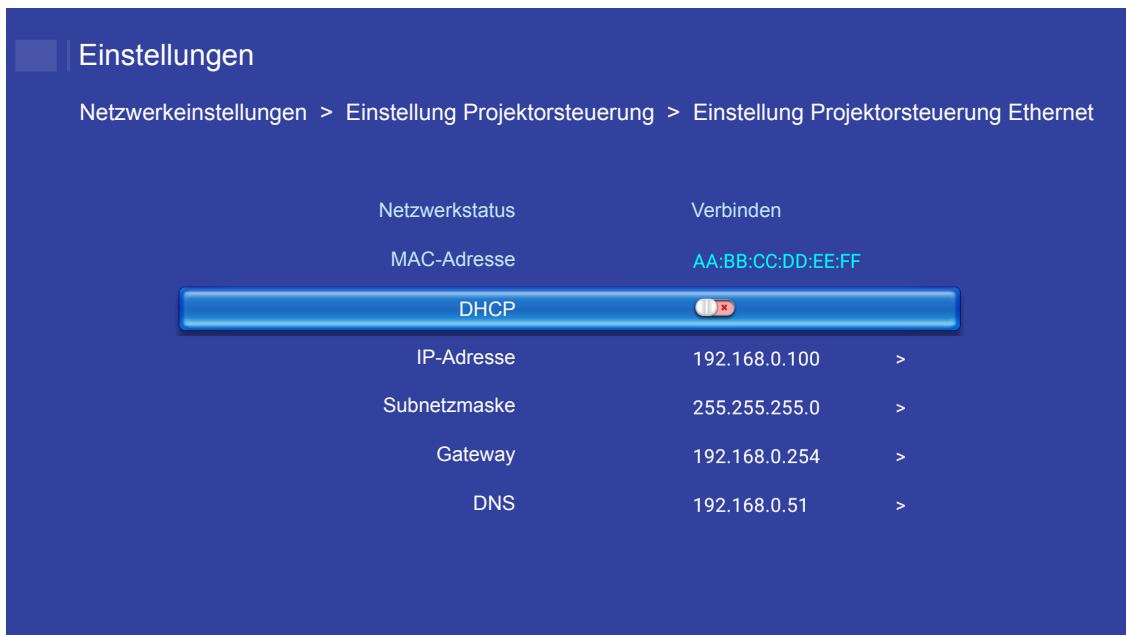 Einstellungen
Netzwerkeinstellungen > Einstellung Projektorsteuerung > Einstellung Projektorsteuerung Ethernet
Netzwerkstatus Verbinden
MAC-Adresse AA:BB:CC:DD:EE:FF
DHCP
IP-Adresse 192.168.0.100 >
Subnetzmaske 255.255.255.0 >
Gateway 192.168.0.254 >
DNS 192.168.0.51 >